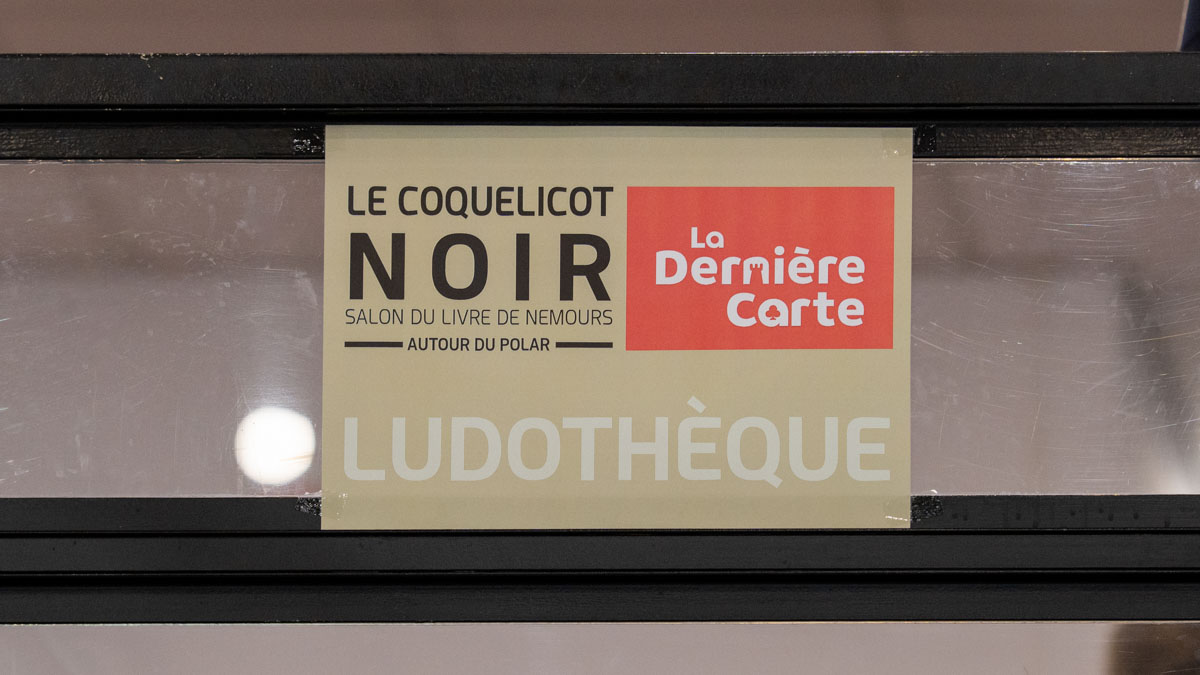 LE COQUELICOT
NOIR
SALON DU LIVRE DE NEMOURS
AUTOUR DU POLAR
La
Dernière
Carte
LUDOTHÈQUE